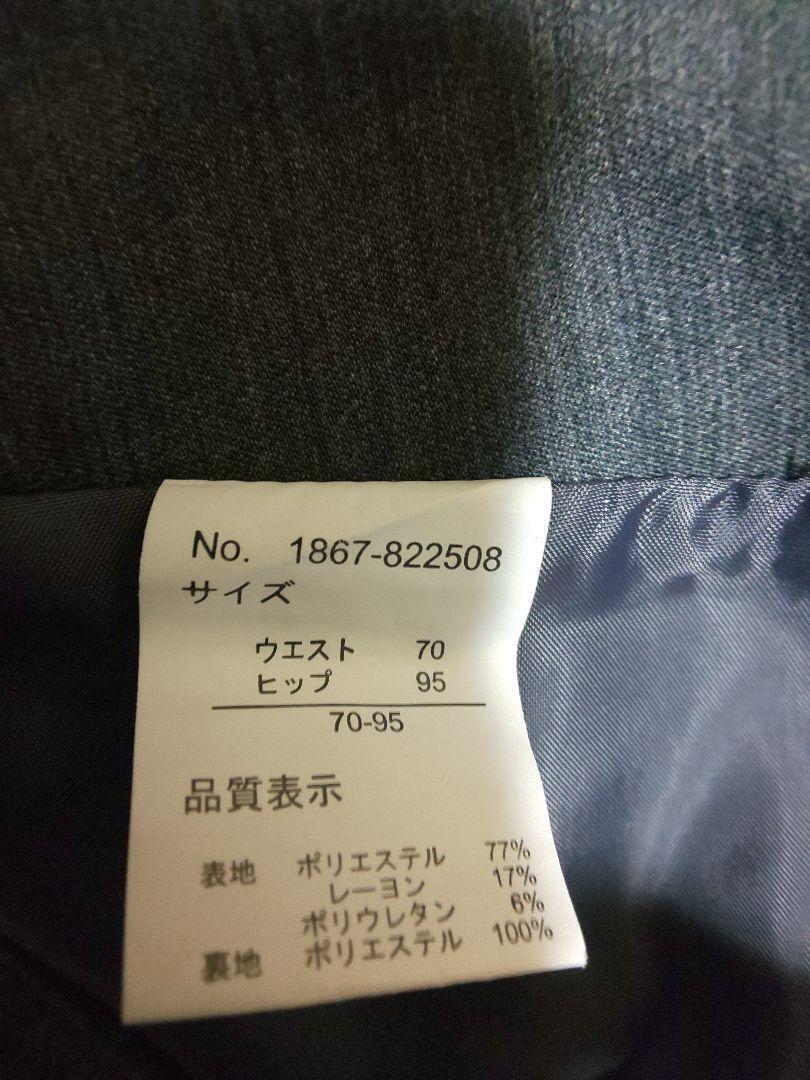 No. 1867-822508
サイズ
ウエスト 70
ヒップ 95
70-95
品質表示
表地 ポリエステル 77%
レーヨン 17%
ポリウレタン 6%
裏地 ポリエステル 100%